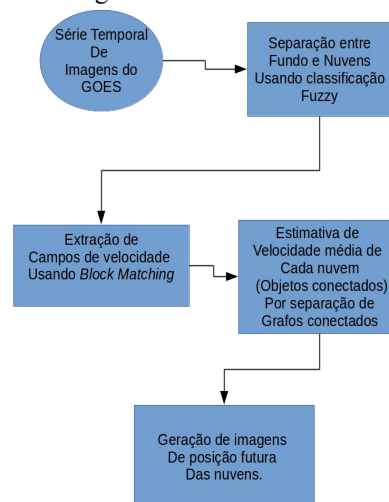 Série Temporal
De
Imagens do
GOES
Separação entre
Fundo e Nuvens
Usando classificação
Fuzzy
Extração de
Campos de velocidade
Usando Block Matching
Estimativa de
Velocidade média de
Cada nuvem
(Objetos conectados)
Por separação de
Grafos conectados
Geração de imagens
De posição futura
Das nuvens.